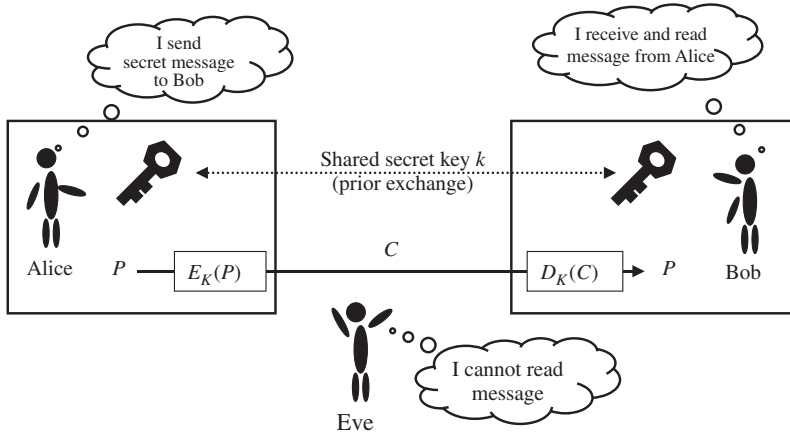 I send
secret message
to Bob
I receive and read
message from Alice
Shared secret key k
(prior exchange)
Alice
P
E_K(P)
C
D_K(C)
P
Bob
I cannot read
message
Eve